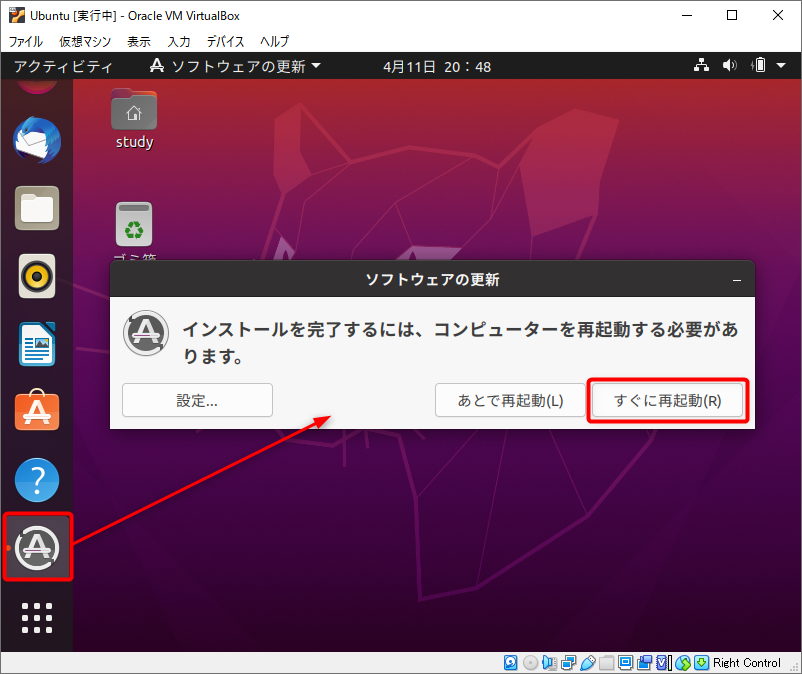 Ubuntu [実行中] - Oracle VM VirtualBox
ファイル 仮想マシン 表示 入力 デバイス ヘルプ
アクティビティ ソフトウェアの更新 4月11日 20：48
study
ゴミ箱
ソフトウェアの更新
インストールを完了するには、コンピューターを再起動する必要があ
ります。
設定... あとで再起動(L) すぐに再起動(R)
?
Right Control